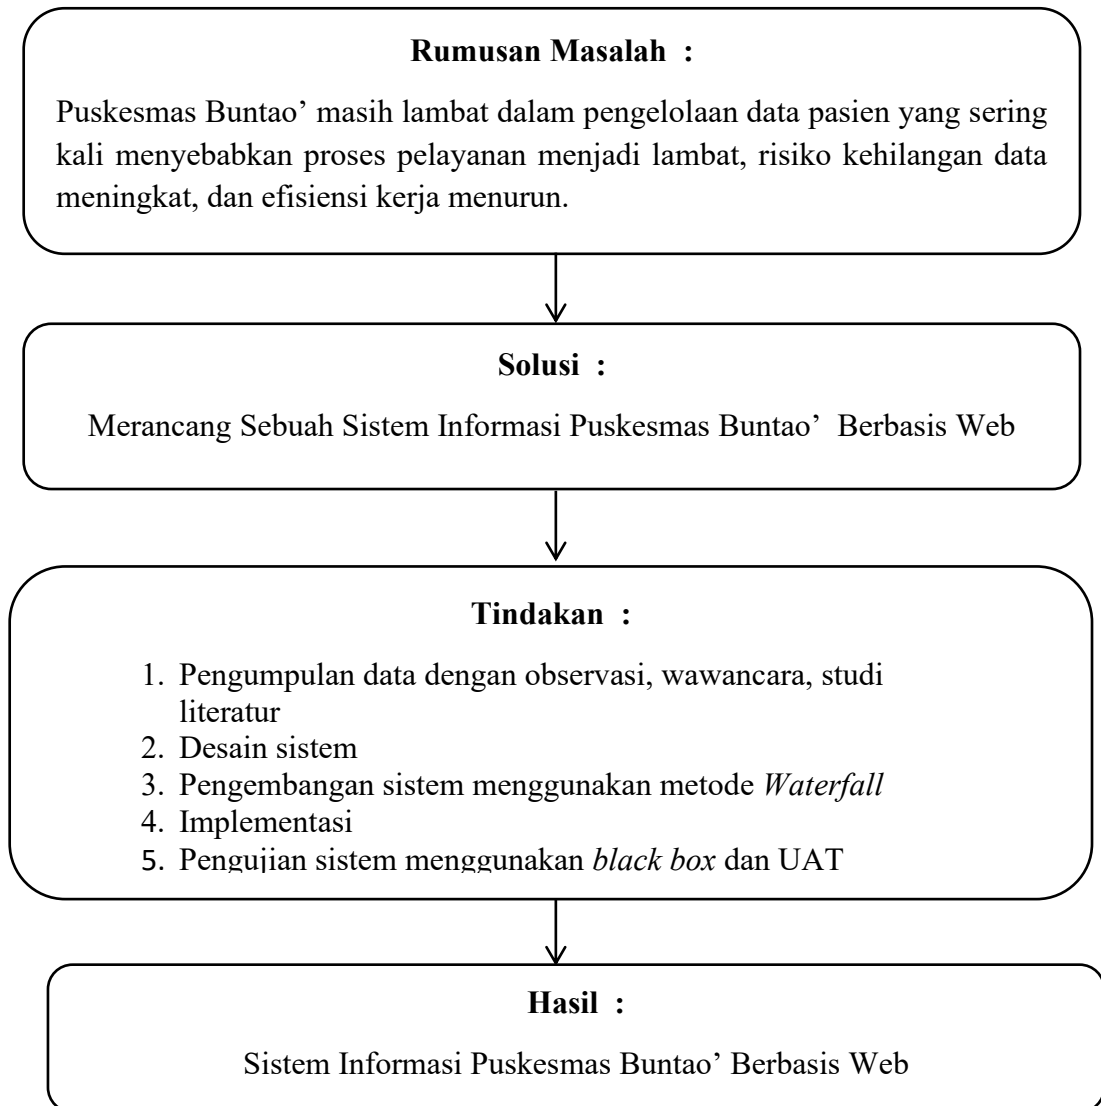 Rumusan Masalah  :
Puskesmas Buntao’ masih lambat dalam pengelolaan data pasien yang sering
kali menyebabkan proses pelayanan menjadi lambat, risiko kehilangan data
meningkat, dan efisiensi kerja menurun.
Solusi  :
Merancang Sebuah Sistem Informasi Puskesmas Buntao’  Berbasis Web
Tindakan  :
1. Pengumpulan data dengan observasi, wawancara, studi
literatur
2. Desain sistem
3. Pengembangan sistem menggunakan metode Waterfall
4. Implementasi
5. Pengujian sistem menggunakan black box dan UAT
Hasil  :
Sistem Informasi Puskesmas Buntao’ Berbasis Web